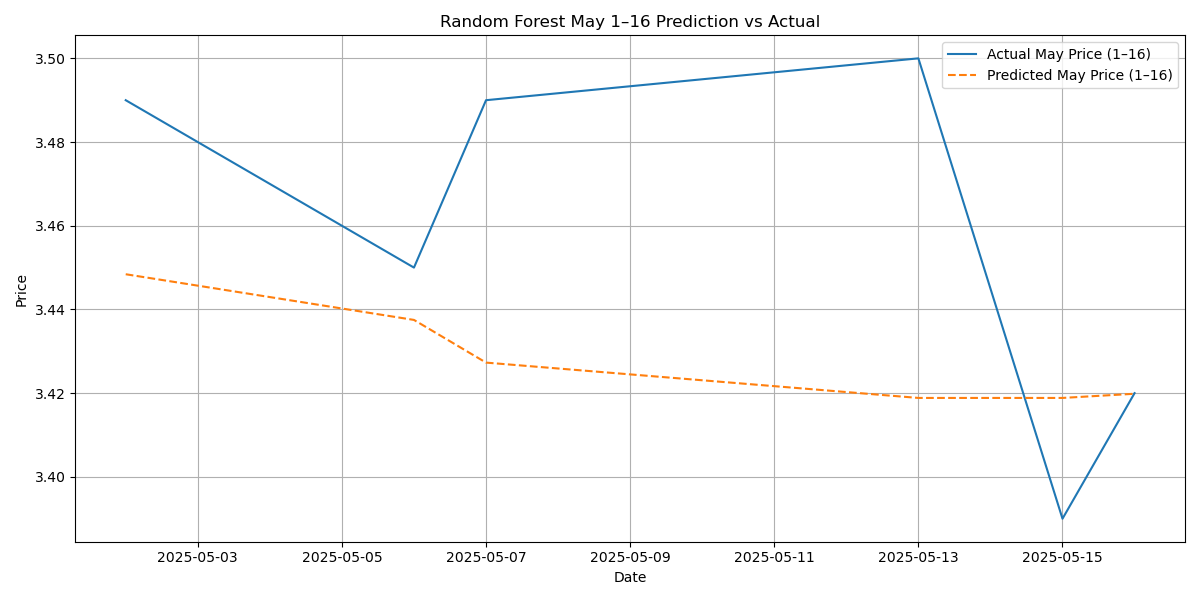 Random Forest May 1–16 Prediction vs Actual
Actual May Price (1–16)
Predicted May Price (1–16)
Price
3.50
3.48
3.46
3.44
3.42
3.40
2025-05-03
2025-05-05
2025-05-07
2025-05-09
2025-05-11
2025-05-13
2025-05-15
Date